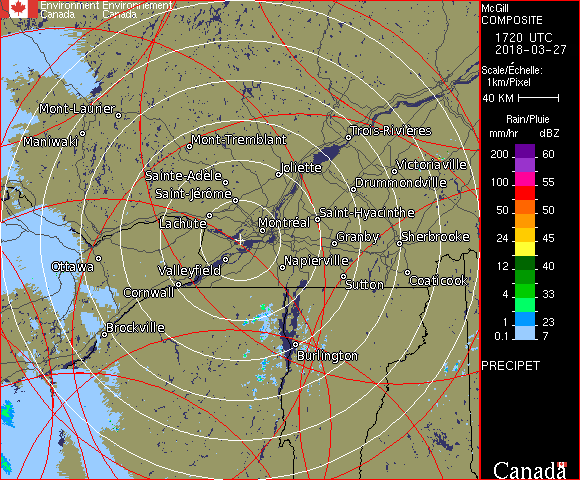 Environment Environnement
Canada Canada
McGill
COMPOSITE
1720 UTC
2018-03-27
Scale/Échelle:
1km/Pixel
40 KM
Rain/Pluie
mm/hr dBZ
200 60
100 55
50 50
24 45
12 40
4 33
1 23
0.1 7
PRECIPET
Canada
Mont-Laurier
Maniwaki
Mont-Tremblant
Trois-Rivières
Sainte-Adèle
Joliette
Victoriaville
Saint-Jérôme
Drummondville
Lachute
Montréal
Saint-Hyacinthe
Granby
Sherbrooke
Ottawa
Valleyfield
Napierville
Cornwall
Sutton
Coaticook
Brockville
Burlington